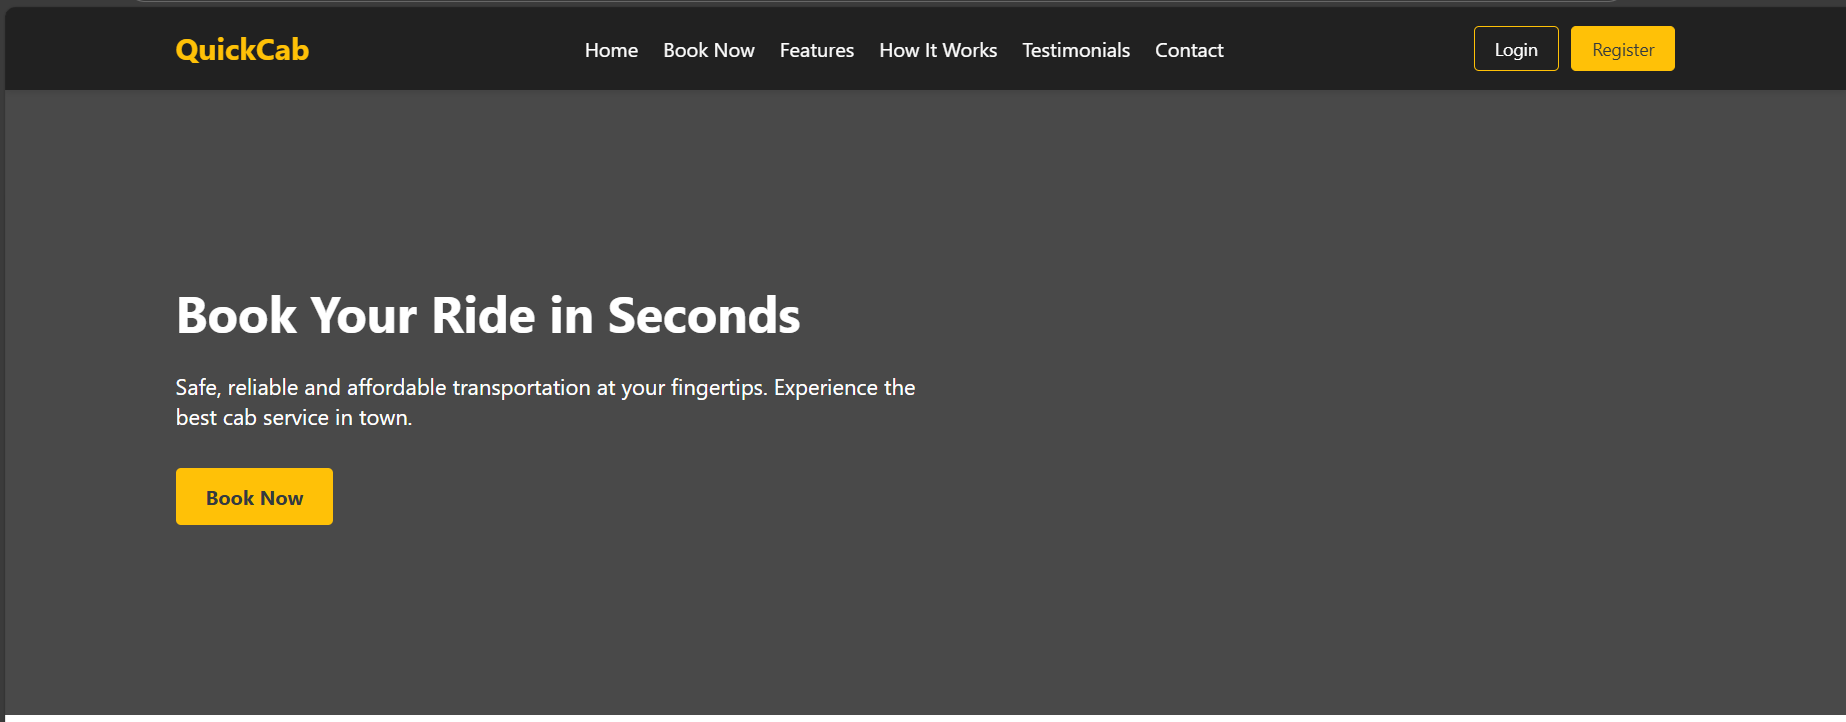 QuickCab
Home Book Now Features How It Works Testimonials Contact
Login Register
Book Your Ride in Seconds
Safe, reliable and affordable transportation at your fingertips. Experience the
best cab service in town.
Book Now